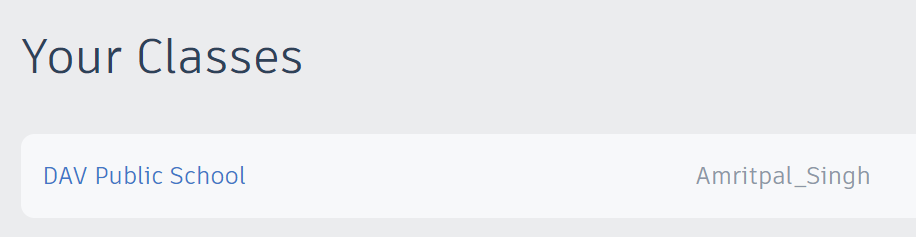 Your Classes
DAV Public School
Amritpal_Singh